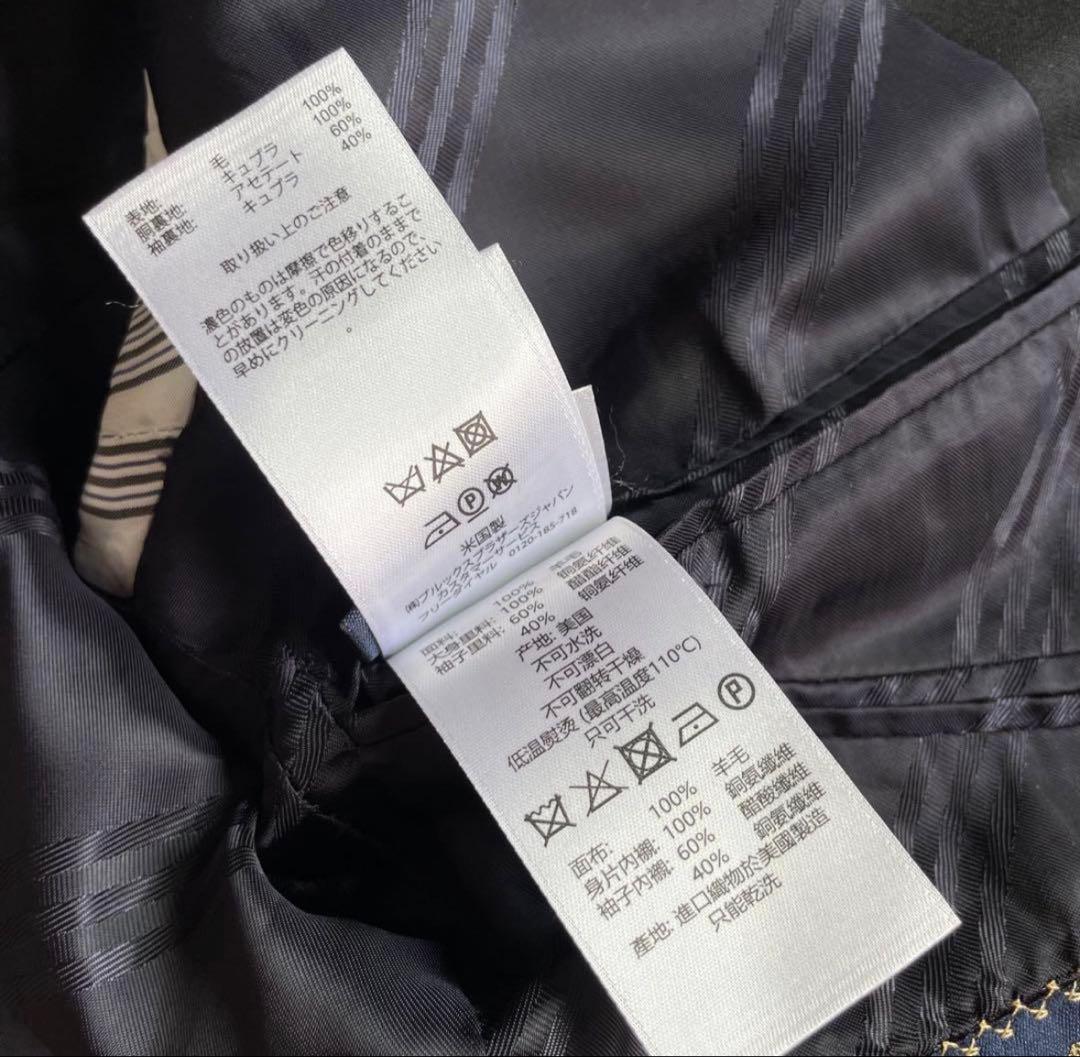 表地: 毛 100%
胴裏地: キュプラ 100%
袖裏地: アセテート 60%
キュプラ 40%
取り扱い上のご注意
濃色のものは摩擦で色移りするこ
とがあります。汗の付着のままで
の放置は変色の原因になるので、
早めにクリーニングしてください
。
P W
米国製
㈱ブルックスブラザーズジャパン
カスタマーサービス
フリーダイヤル 0120-185-718
面料: 100% 羊毛
大身里料: 100% 铜氨纤维
袖子里料: 60% 醋酯纤维
40% 铜氨纤维
产地: 美国
不可水洗
不可漂白
不可翻转干燥
低温熨烫 (最高温度110°C)
只可干洗
P
面布: 100% 羊毛
身片內襯: 100% 銅氨纖維
袖子內襯: 60% 醋酸纖維
40% 銅氨纖維
產地: 進口織物於美國製造
只能乾洗